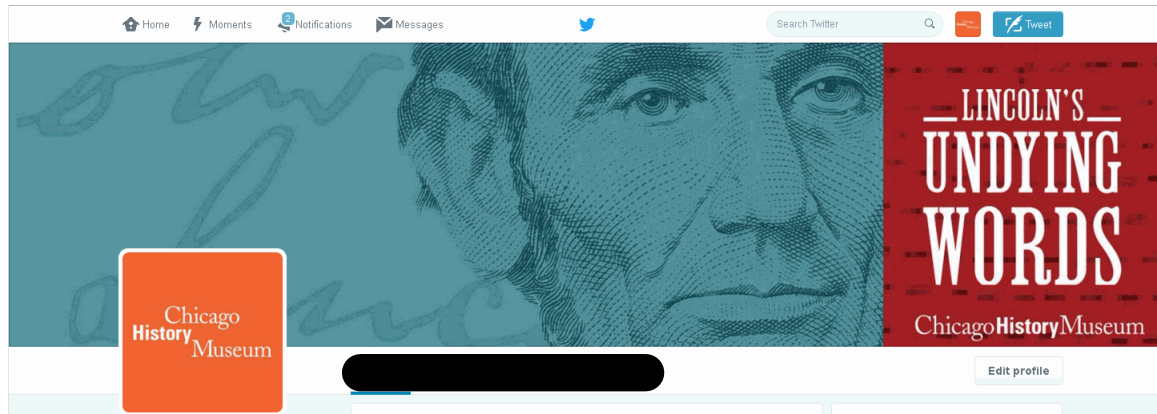 Home Moments 2 Notifications Messages Search Twitter Tweet
LINCOLN'S
UNDYING
WORDS
ChicagoHistoryMuseum
Chicago
History
Museum
Edit profile